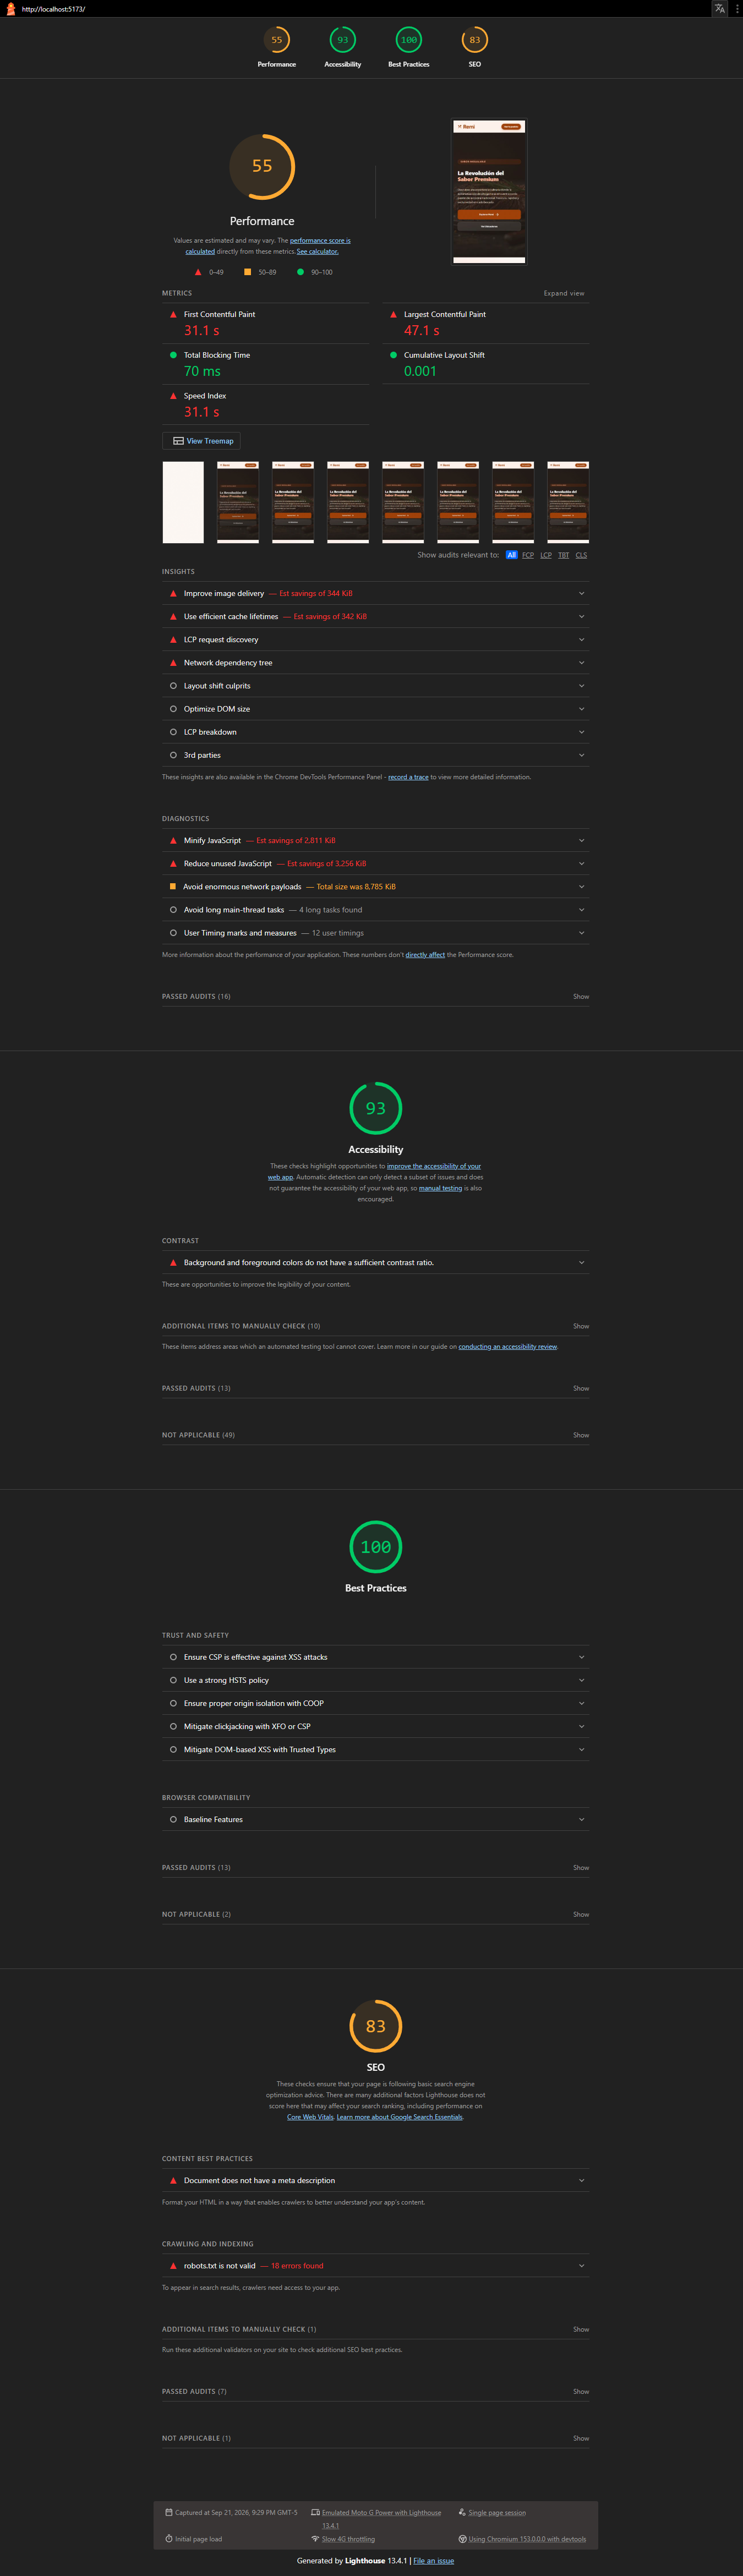 http://localhost:5173/
55
93
100
83
Performance
Accessibility
Best Practices
SEO
55
Performance
Values are estimated and may vary. The performance score is
calculated directly from these metrics. See calculator.
0–49
50–89
90–100
La Revolución del
Sabor Premium
METRICS
Expand view
First Contentful Paint
31.1 s
Largest Contentful Paint
47.1 s
Total Blocking Time
70 ms
Cumulative Layout Shift
0.001
Speed Index
31.1 s
View Treemap
Show audits relevant to: All FCP LCP TBT CLS
INSIGHTS
Improve image delivery — Est savings of 344 KiB
Use efficient cache lifetimes — Est savings of 342 KiB
LCP request discovery
Network dependency tree
Layout shift culprits
Optimize DOM size
LCP breakdown
3rd parties
These insights are also available in the Chrome DevTools Performance Panel - record a trace to view more detailed information.
DIAGNOSTICS
Minify JavaScript — Est savings of 2,811 KiB
Reduce unused JavaScript — Est savings of 3,256 KiB
Avoid enormous network payloads — Total size was 8,785 KiB
Avoid long main-thread tasks — 4 long tasks found
User Timing marks and measures — 12 user timings
More information about the performance of your application. These numbers don't directly affect the Performance score.
PASSED AUDITS (16)
Show
93
Accessibility
These checks highlight opportunities to improve the accessibility of your
web app. Automatic detection can only detect a subset of issues and does
not guarantee the accessibility of your web app, so manual testing is also
encouraged.
CONTRAST
Background and foreground colors do not have a sufficient contrast ratio.
These are opportunities to improve the legibility of your content.
ADDITIONAL ITEMS TO MANUALLY CHECK (10)
Show
These items address areas which an automated testing tool cannot cover. Learn more in our guide on conducting an accessibility review.
PASSED AUDITS (13)
Show
NOT APPLICABLE (49)
Show
100
Best Practices
TRUST AND SAFETY
Ensure CSP is effective against XSS attacks
Use a strong HSTS policy
Ensure proper origin isolation with COOP
Mitigate clickjacking with XFO or CSP
Mitigate DOM-based XSS with Trusted Types
BROWSER COMPATIBILITY
Baseline Features
PASSED AUDITS (13)
Show
NOT APPLICABLE (2)
Show
83
SEO
These checks ensure that your page is following basic search engine
optimization advice. There are many additional factors Lighthouse does not
score here that may affect your search ranking, including performance on
Core Web Vitals. Learn more about Google Search Essentials.
CONTENT BEST PRACTICES
Document does not have a meta description
Format your HTML in a way that enables crawlers to better understand your app's content.
CRAWLING AND INDEXING
robots.txt is not valid — 18 errors found
To appear in search results, crawlers need access to your app.
ADDITIONAL ITEMS TO MANUALLY CHECK (1)
Show
Run these additional validators on your site to check additional SEO best practices.
PASSED AUDITS (7)
Show
NOT APPLICABLE (1)
Show
Captured at Sep 21, 2026, 9:29 PM GMT-5
Emulated Moto G Power with Lighthouse
13.4.1
Single page session
Initial page load
Slow 4G throttling
Using Chromium 153.0.0.0 with devtools
Generated by Lighthouse 13.4.1 | File an issue